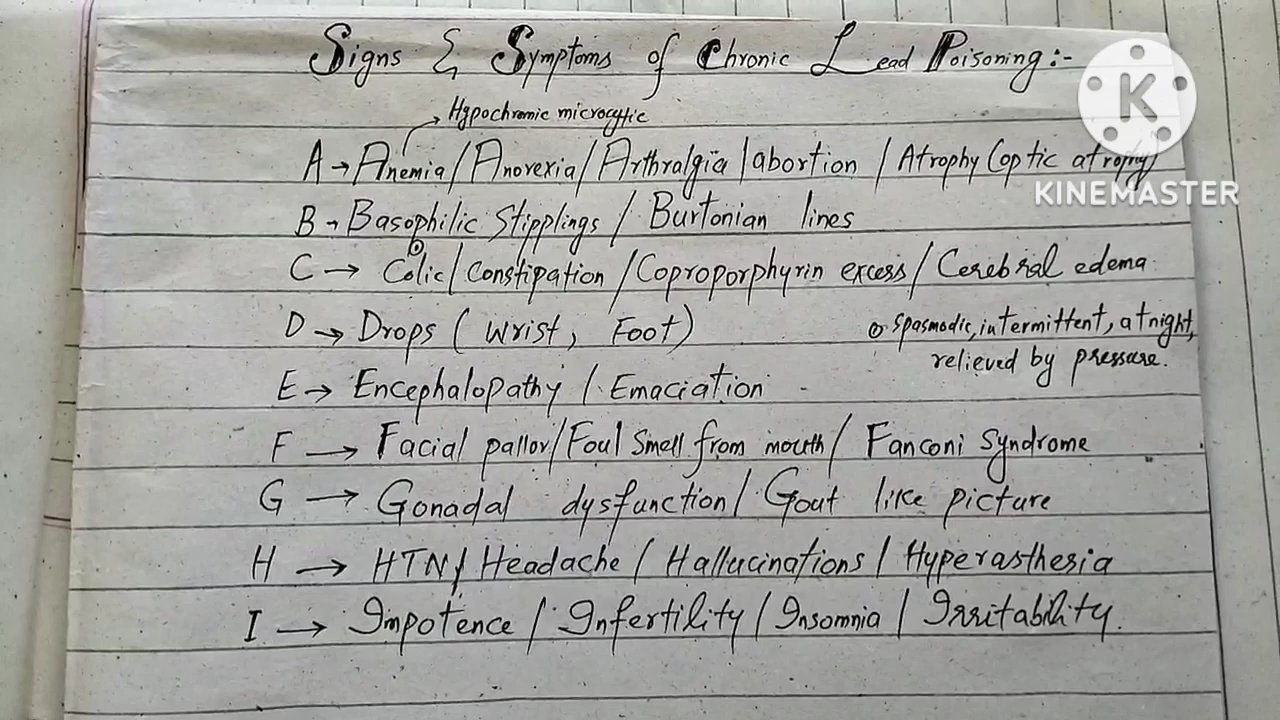 Signs & Symptoms of Chronic Lead Poisoning:-
Hypochromic microcytic
A → Anemia/Anorexia/Arthralgia/abortion / Atrophy (optic atrophy)
KINEMASTER
B → Basophilic Stipplings / Burtonian lines
C → Colic/Constipation/Coproporphyrin excess/Cerebral edema
D → Drops (Wrist, Foot)
spasmodic, intermittent, at night,
relieved by pressure.
E → Encephalopathy / Emaciation
F → Facial pallor/Foul Smell from mouth/ Fanconi Syndrome
G → Gonadal dysfunction/ Gout like picture
H → HTN/ Headache / Hallucinations / Hyperasthesia
I → Impotence / Infertility / Insomnia / Irritability.